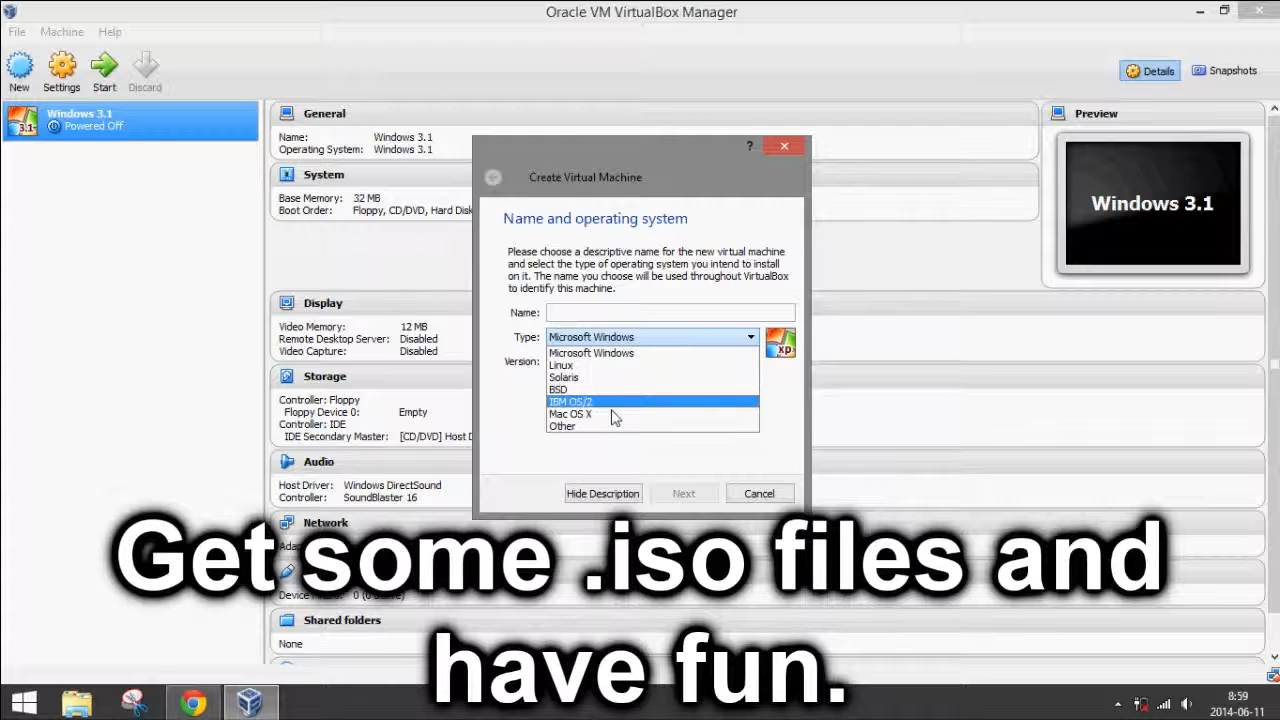 Oracle VM VirtualBox Manager
File Machine Help
New Settings Start Discard
Details Snapshots
Windows 3.1
Powered Off
3.1
General
Name: Windows 3.1
Operating System: Windows 3.1
System
Base Memory: 32 MB
Boot Order: Floppy, CD/DVD, Hard Disk
Display
Video Memory: 12 MB
Remote Desktop Server: Disabled
Video Capture: Disabled
Storage
Controller: Floppy
Floppy Device 0: Empty
Controller: IDE
IDE Secondary Master: [CD/DVD] Host D
Audio
Host Driver: Windows DirectSound
Controller: SoundBlaster 16
Network
Shared folders
None
Preview
Windows 3.1
?
Create Virtual Machine
Name and operating system
Please choose a descriptive name for the new virtual machine
and select the type of operating system you intend to install
on it. The name you choose will be used throughout VirtualBox
to identify this machine.
Name:
Type: Microsoft Windows
xp
Version:
Microsoft Windows
Linux
Solaris
BSD
IBM OS/2
Mac OS X
Other
Hide Description Next Cancel
Get some .iso files and
have fun.
8:59
2014-06-11